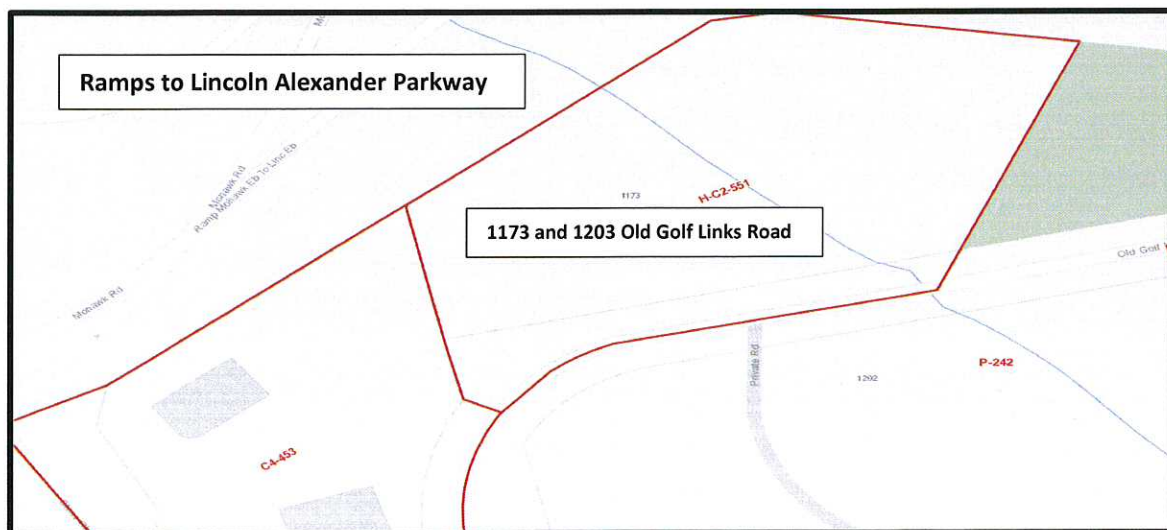 Mo
Ramps to Lincoln Alexander Parkway
Mohawk Rd
Ramp Mohawk Eb To Linc Eb
1173
H-C2-551
1173 and 1203 Old Golf Links Road
Old Golf
Mohawk Rd
Private Rd
1292
P-242
C4-453